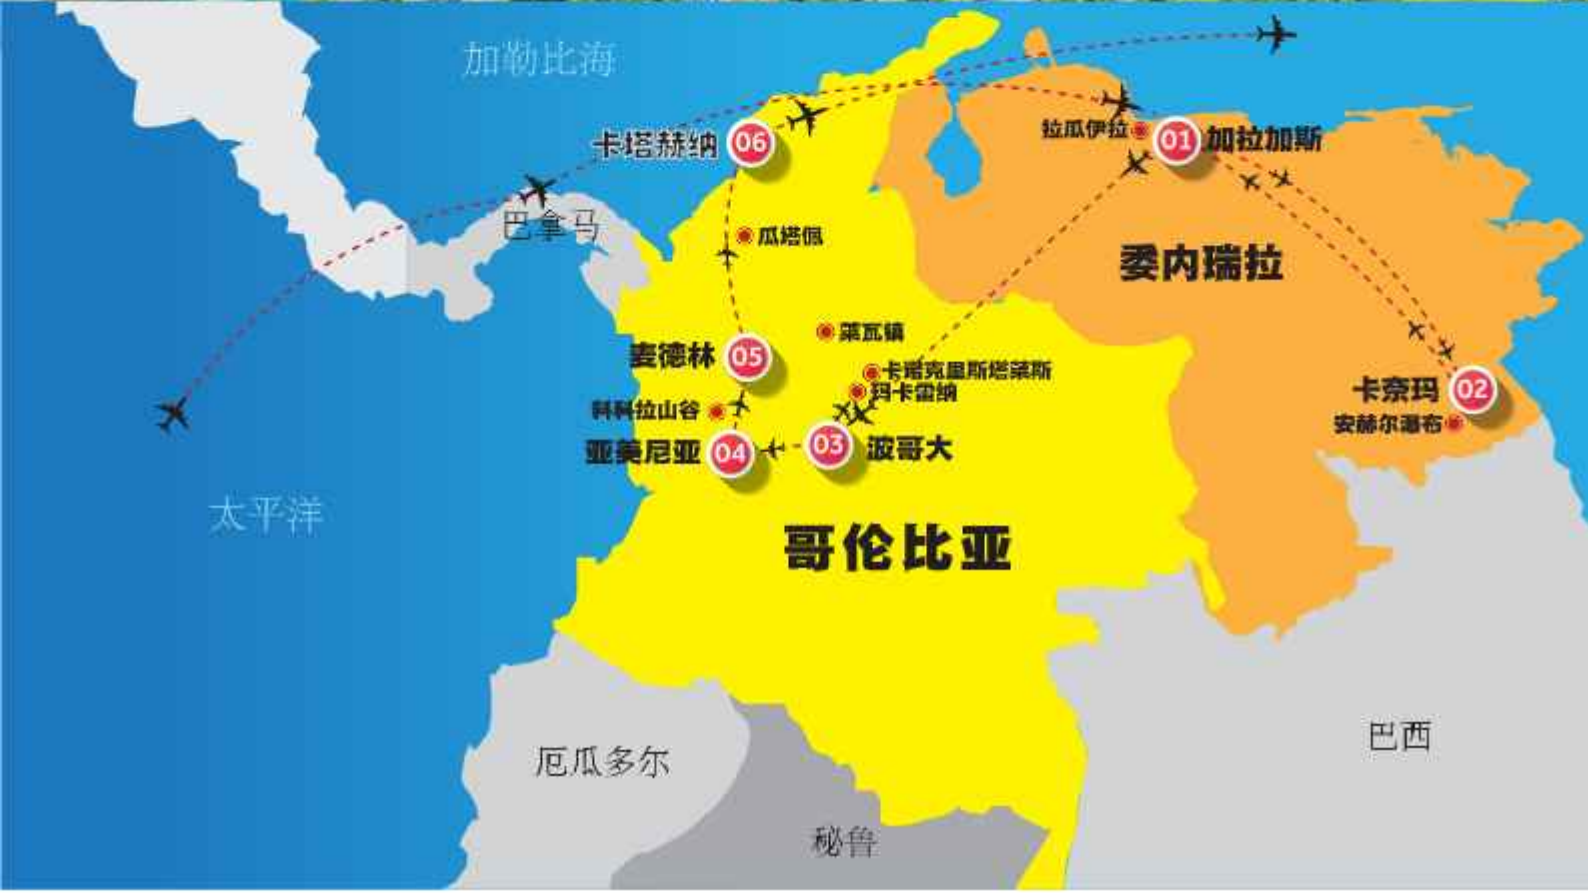 加勒比海
拉瓜伊拉
01 加拉加斯
卡塔赫纳 06
巴拿马
瓜塔佩
委内瑞拉
莱瓦镇
麦德林 05
卡诺克里斯塔莱斯
玛卡雷纳
卡奈玛 02
科科拉山谷
安赫尔瀑布
亚美尼亚 04
03 波哥大
太平洋
哥伦比亚
巴西
厄瓜多尔
秘鲁